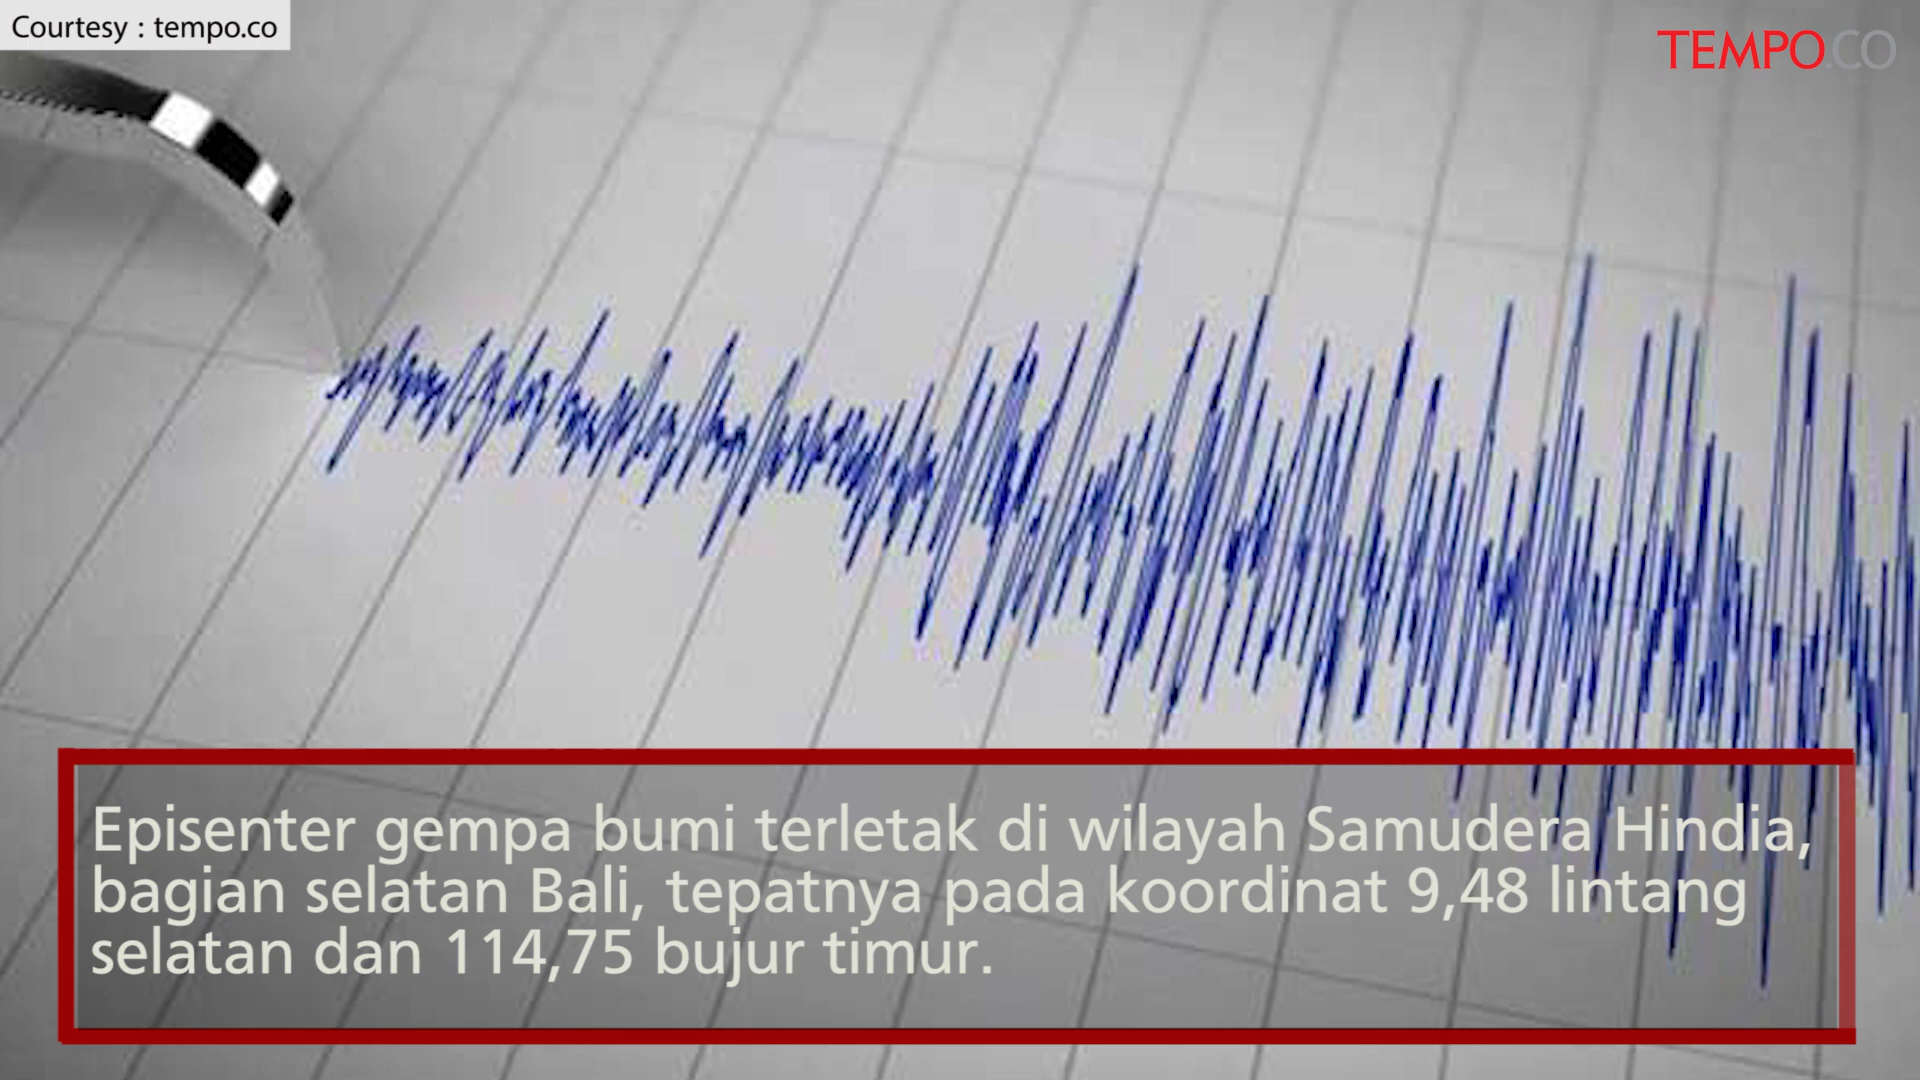 Courtesy : tempo.co
TEMPO.CO
Episenter gempa bumi terletak di wilayah Samudera Hindia,
bagian selatan Bali, tepatnya pada koordinat 9,48 lintang
selatan dan 114,75 bujur timur.